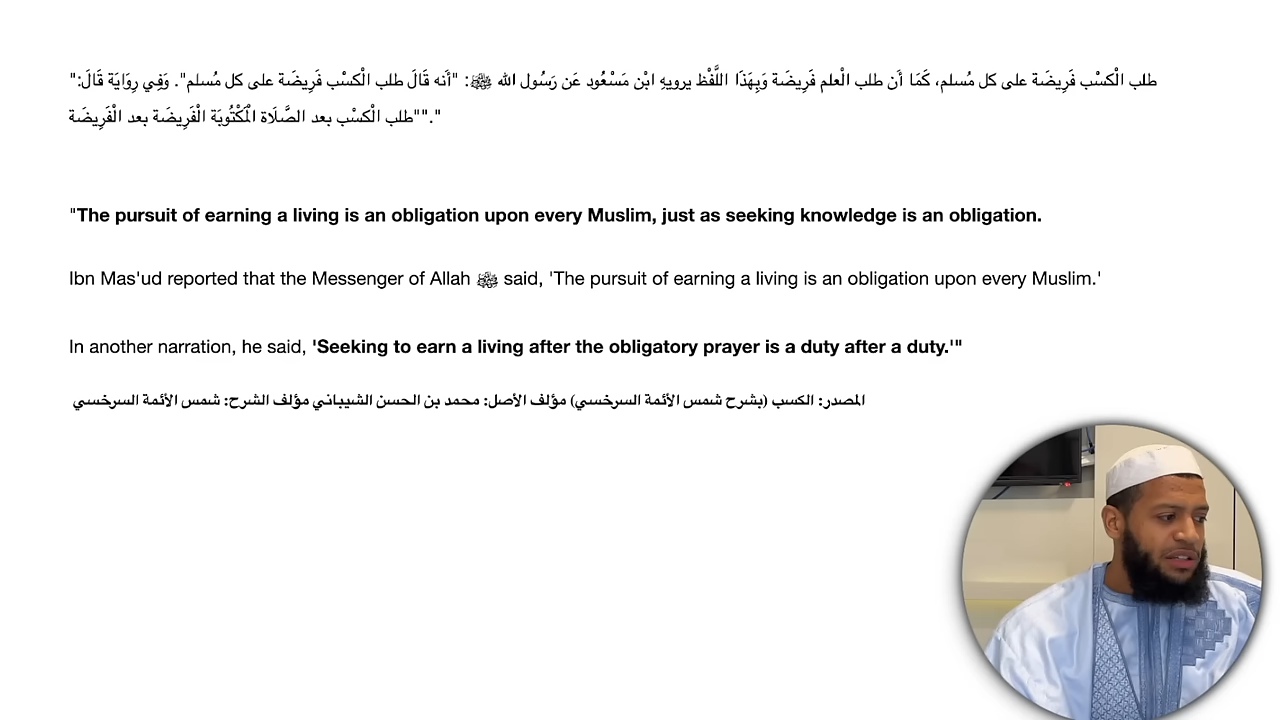 طلب الْكسْب فَرِيضَة على كل مُسلم، كَمَا أَن طلب الْعلم فَرِيضَة وَبِهَذَا اللَّفْظ يرويهِ ابْن مَسْعُود عَن رَسُول الله ﷺ: "أَنه قَالَ طلب الْكسْب فَرِيضَة على كل مُسلم". وَفِي رِوَايَة قَالَ:"
طلب الْكسْب بعد الصَّلَاة الْمَكْتُوبَة الْفَرِيضَة بعد الْفَرِيضَة"".
"The pursuit of earning a living is an obligation upon every Muslim, just as seeking knowledge is an obligation.
Ibn Mas'ud reported that the Messenger of Allah ﷺ said, 'The pursuit of earning a living is an obligation upon every Muslim.'
In another narration, he said, 'Seeking to earn a living after the obligatory prayer is a duty after a duty.'"
المصدر: الكسب (بشرح شمس الأئمة السرخسي) مؤلف الأصل: محمد بن الحسن الشيباني مؤلف الشرح: شمس الأئمة السرخسي